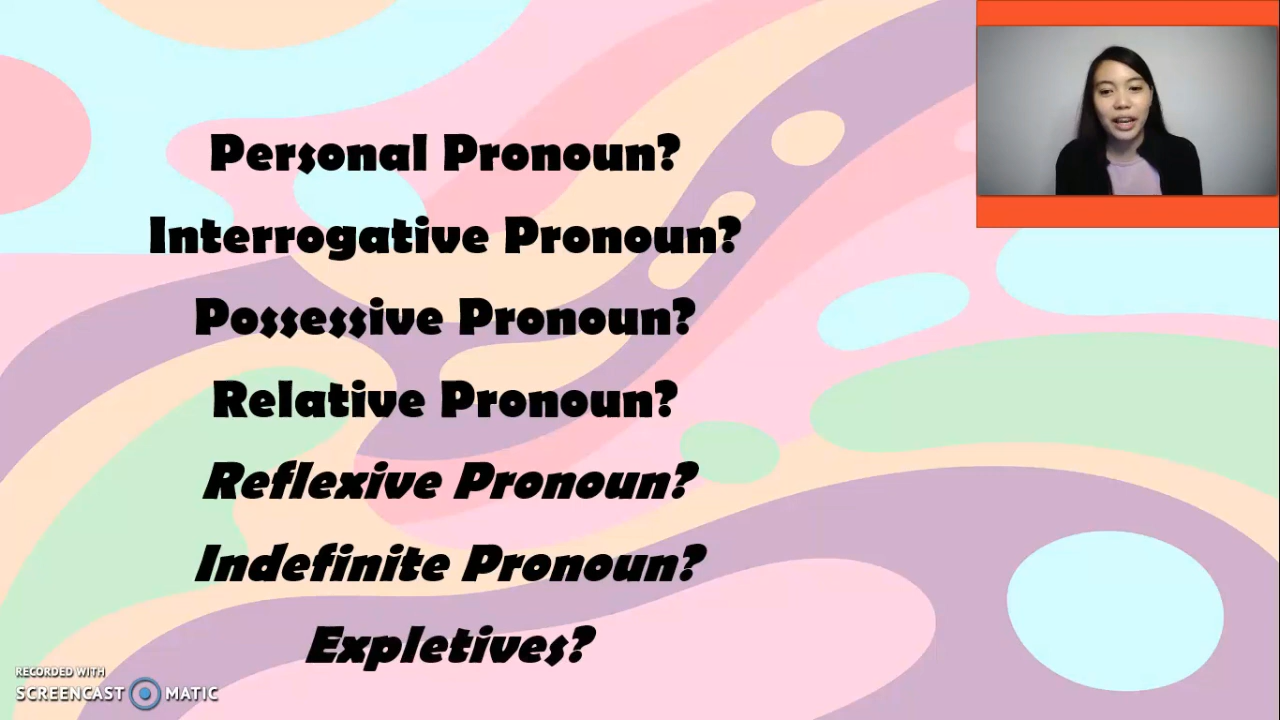 Personal Pronoun?
Interrogative Pronoun?
Possessive Pronoun?
Relative Pronoun?
Reflexive Pronoun?
Indefinite Pronoun?
Expletives?
RECORDED WITH
SCREENCAST MATIC